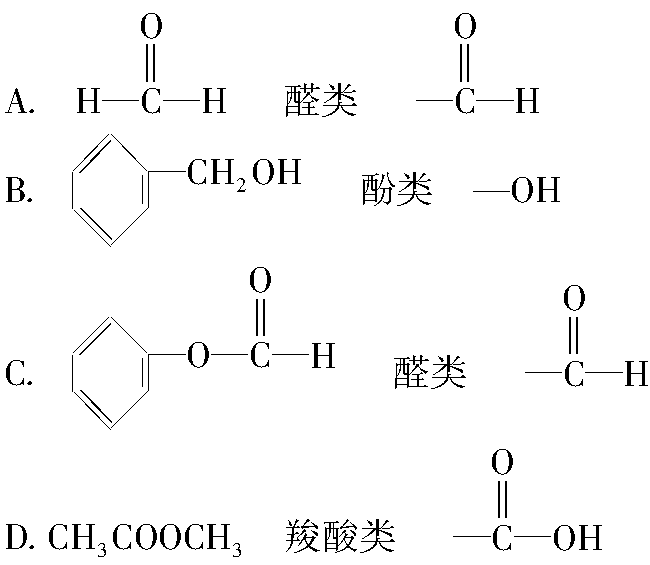 O O
A. H—C—H 醛类 —C—H
B. —CH₂OH 酚类 —OH
O O
C. —O—C—H 醛类 —C—H
O
D. CH₃COOCH₃ 羧酸类 —C—OH